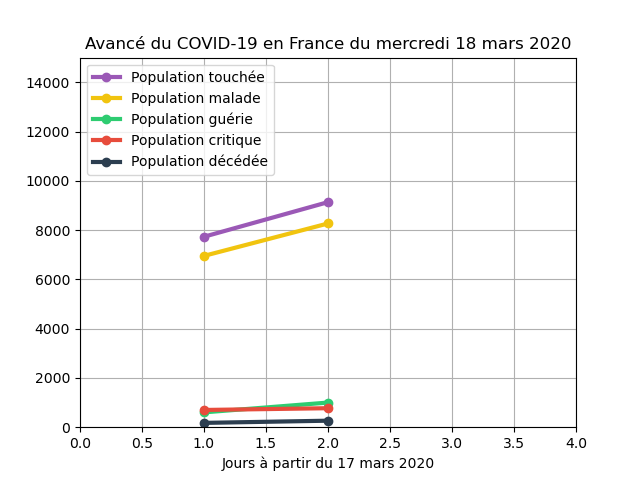 Avancé du COVID-19 en France du mercredi 18 mars 2020
Population touchée
Population malade
Population guérie
Population critique
Population décédée
14000
12000
10000
8000
6000
4000
2000
0
0.0 0.5 1.0 1.5 2.0 2.5 3.0 3.5 4.0
Jours à partir du 17 mars 2020